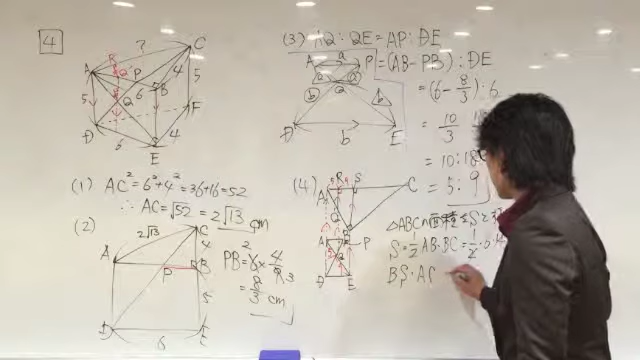 4
? C
R
A Q P 4
B 5
5 6
F
D 4
6 E
(1) AC² = 6² + 4² = 36 + 16 = 52
∴ AC = √52 = 2√13 cm
(2)
2√13 C
4
A B
P
5
D 6 E
PB = 6 × 4/9
= 8/3 cm
(3) AQ : QE = AP : DE
= (AB - PB) : DE
= (6 - 8/3) : 6
= 10/3 : 18
= 10 : 18
= 5 : 9
A a P
Q
D b E
(4) R S
A C
Q
B
A P
D E
△ABC
S = 1/2 AB·BC = 1/2 · 6·4
BS·AC